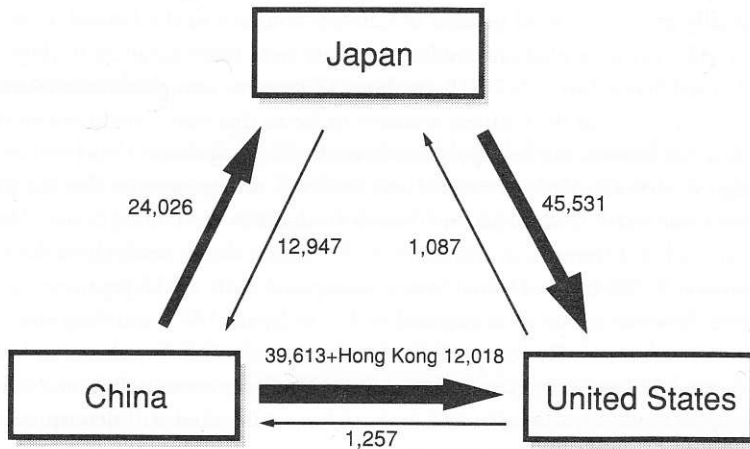 Japan
24,026
12,947
1,087
45,531
39,613+Hong Kong 12,018
China
United States
1,257